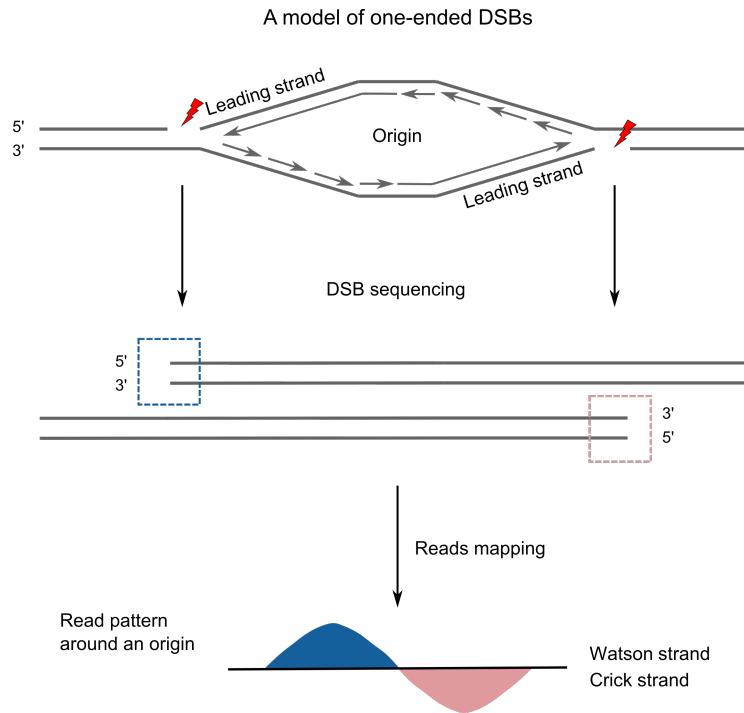 A model of one-ended DSBs
Leading strand
5'
3'
Origin
Leading strand
DSB sequencing
5'
3'
3'
5'
Reads mapping
Read pattern
around an origin
Watson strand
Crick strand